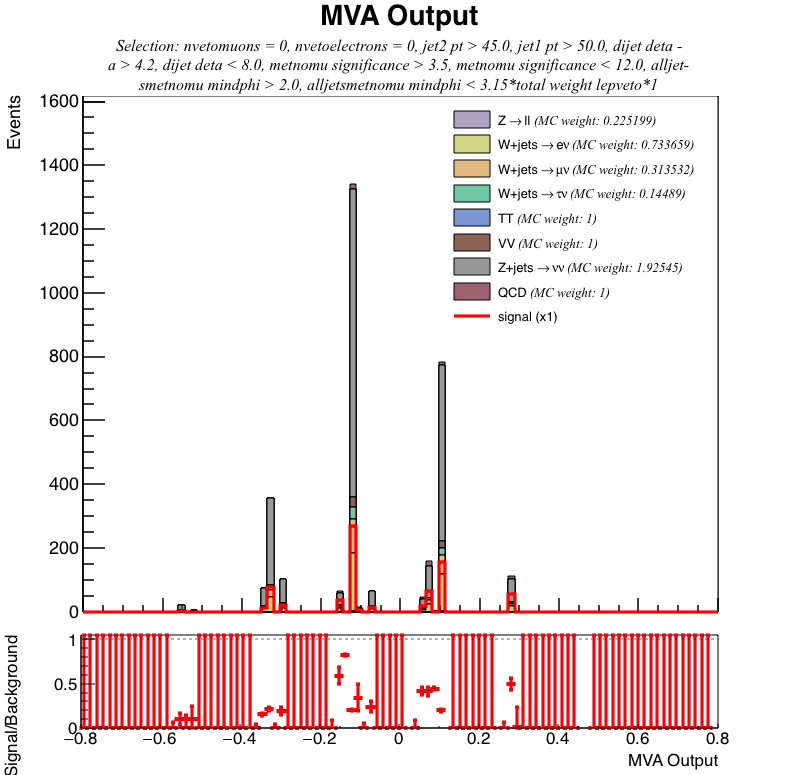 MVA Output
Selection: nvetomuons = 0, nvetoelectrons = 0, jet2 pt > 45.0, jet1 pt > 50.0, dijet deta -
a > 4.2, dijet deta < 8.0, metnomu significance > 3.5, metnomu significance < 12.0, alljet-
smetnomu mindphi > 2.0, alljetsmetnomu mindphi < 3.15*total weight lepveto*1
Events
1600
1400
1200
1000
800
600
400
200
0
Z→ll (MC weight: 0.225199)
W+jets→eν (MC weight: 0.733659)
W+jets→μν (MC weight: 0.313532)
W+jets→τν (MC weight: 0.14489)
TT (MC weight: 1)
VV (MC weight: 1)
Z+jets→νν (MC weight: 1.92545)
QCD (MC weight: 1)
signal (x1)
Signal/Background
1
0.5
0
−0.8 −0.6 −0.4 −0.2 0 0.2 0.4 0.6 0.8
MVA Output